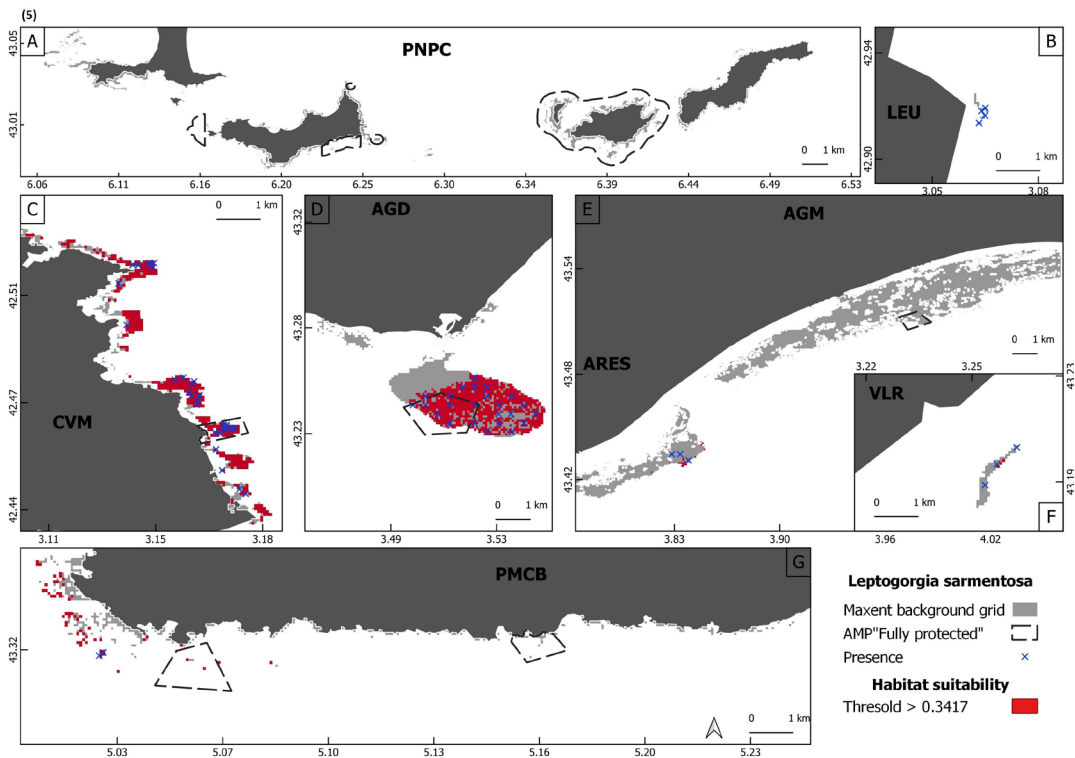 (5)
A
PNPC
43.05
43.01
0 1 km
6.06 6.11 6.16 6.20 6.25 6.30 6.34 6.39 6.44 6.49 6.53
B
42.94
LEU
42.90
0 1 km
3.05 3.08
C
0 1 km
42.51
42.47
CVM
42.44
3.11 3.15 3.18
D
AGD
43.32
43.28
43.23
0 1 km
3.49 3.53
E
AGM
43.54
ARES
43.48
43.42
0 1 km
3.83 3.90 3.96 4.02
3.22 3.25
VLR
43.23
43.19
0 1 km
F
PMCB
G
43.32
0 1 km
5.03 5.07 5.10 5.13 5.16 5.20 5.23
Leptogorgia sarmentosa
Maxent background grid
AMP"Fully protected"
Presence
Habitat suitability
Thresold > 0.3417